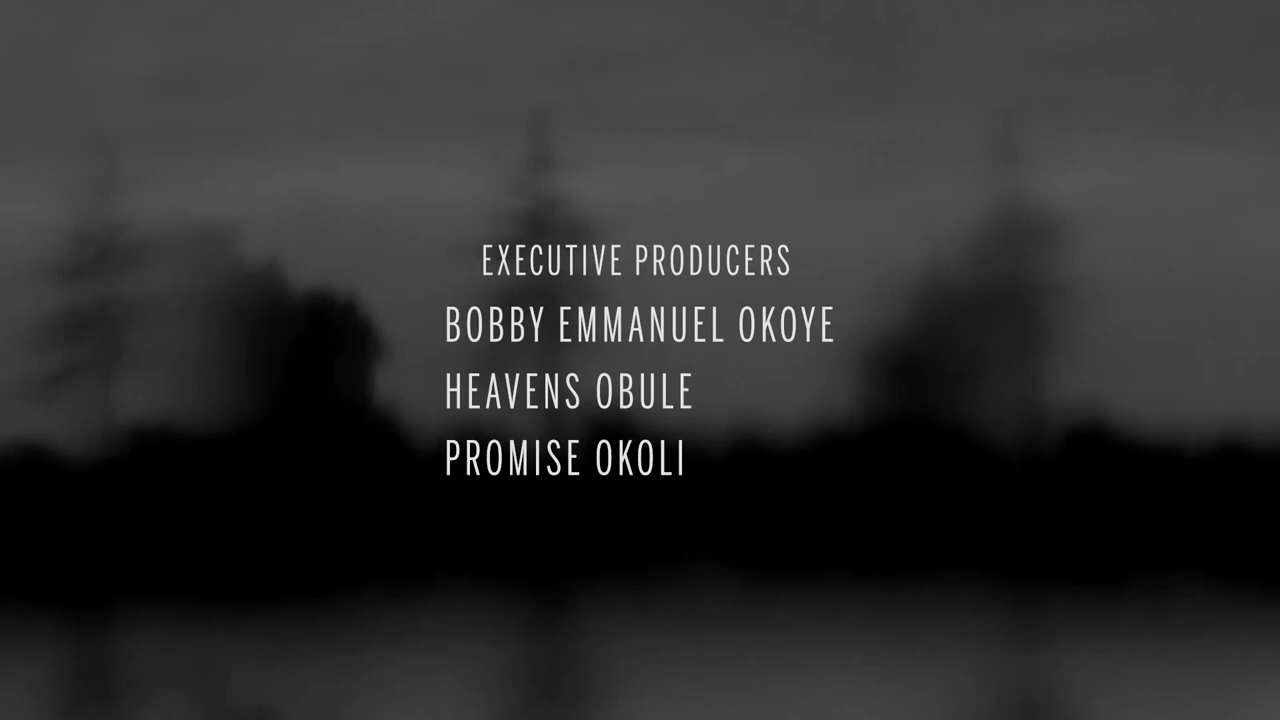 EXECUTIVE PRODUCERS
BOBBY EMMANUEL OKOYE
HEAVENS OBULE
PROMISE OKOLI